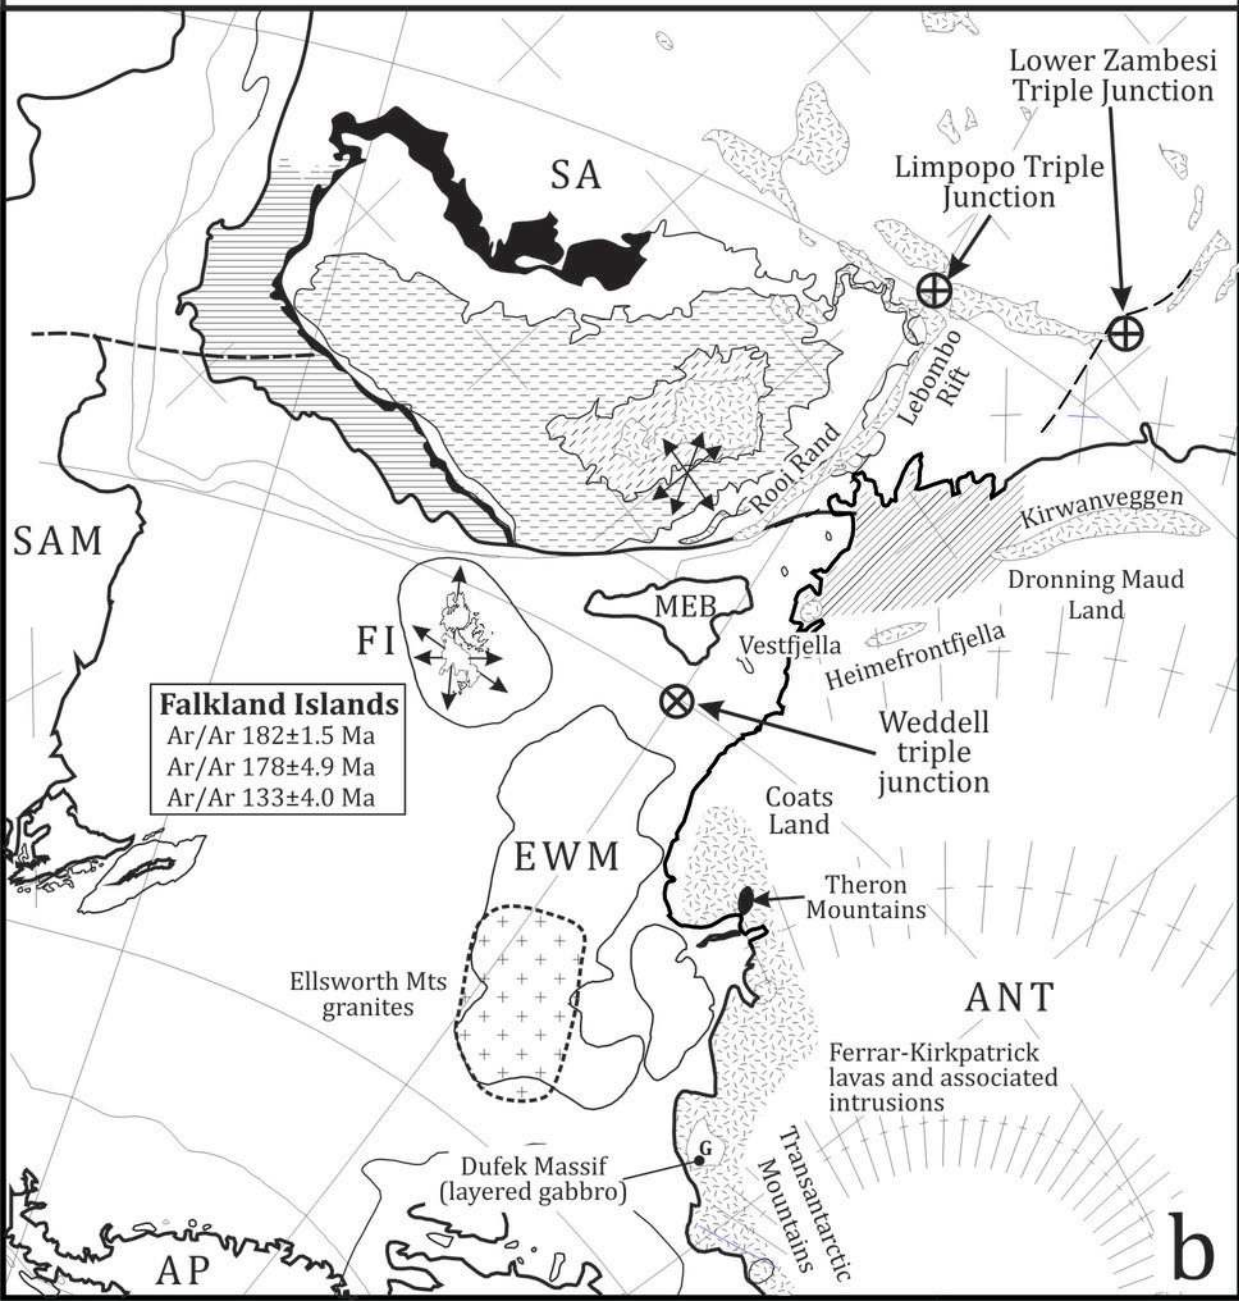 Lower Zambesi
Triple Junction
Limpopo Triple
Junction
SA
Lebombo
Rift
Rooi Rand
Kirwanveggen
SAM
Dronning Maud
Land
MEB
FI
Vestfjella
Heimefrontfjella
Falkland Islands
Ar/Ar 182±1.5 Ma
Ar/Ar 178±4.9 Ma
Ar/Ar 133±4.0 Ma
Weddell
triple
junction
Coats
Land
EWM
Theron
Mountains
Ellsworth Mts
granites
ANT
Ferrar-Kirkpatrick
lavas and associated
intrusions
G
Dufek Massif
(layered gabbro)
Transantarctic
Mountains
AP
b